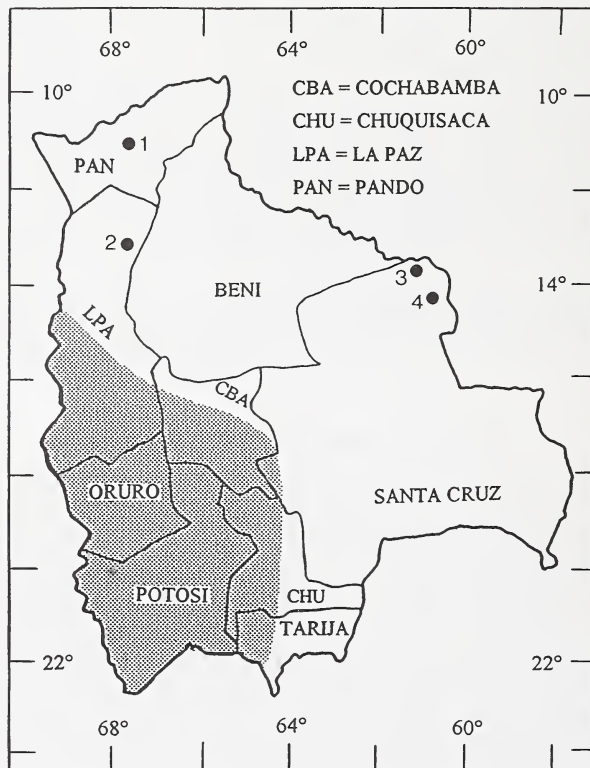 68° 64° 60°
10° 10°
CBA = COCHABAMBA
CHU = CHUQUISACA
LPA = LA PAZ
PAN = PANDO
1
PAN
2
BENI
3
14°
4
LPA
CBA
ORURO
SANTA CRUZ
POTOSI
CHU
TARIJA
22° 22°
68° 64° 60°